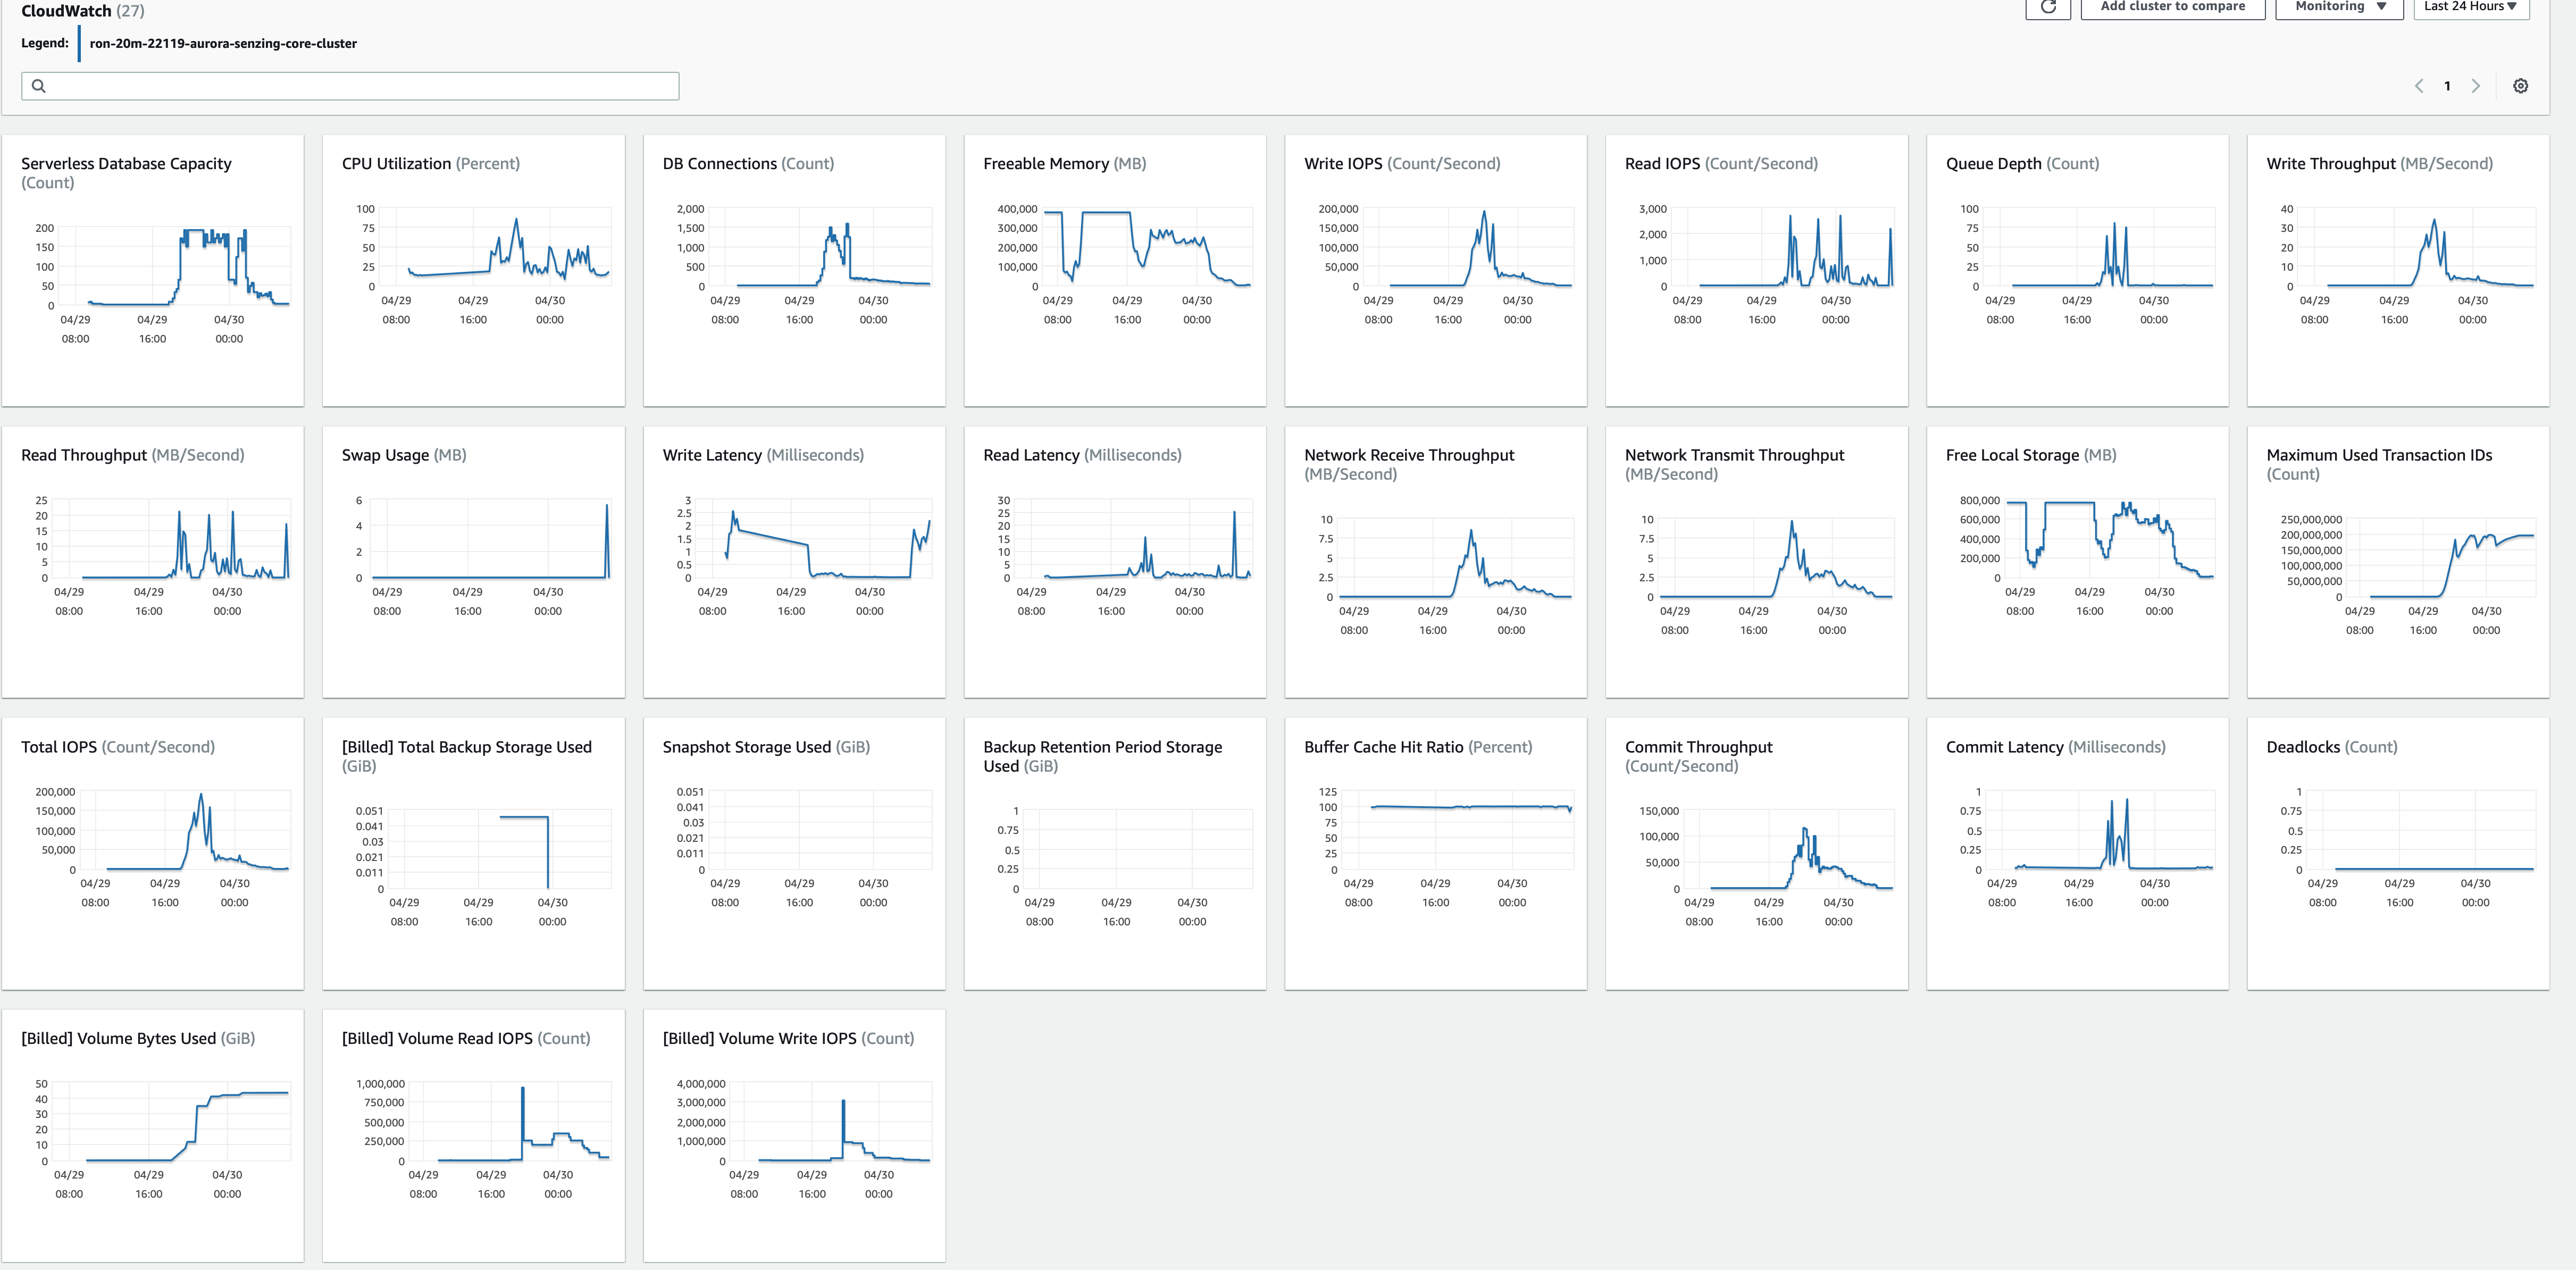 CloudWatch (27)
Add cluster to compare
Monitoring ▼
Last 24 Hours ▼
Legend: ron-20m-22119-aurora-senzing-core-cluster
1
Serverless Database Capacity
(Count)
200
150
100
50
0
04/29 04/29 04/30
08:00 16:00 00:00
CPU Utilization (Percent)
100
75
50
25
0
04/29 04/29 04/30
08:00 16:00 00:00
DB Connections (Count)
2,000
1,500
1,000
500
0
04/29 04/29 04/30
08:00 16:00 00:00
Freeable Memory (MB)
400,000
300,000
200,000
100,000
0
04/29 04/29 04/30
08:00 16:00 00:00
Write IOPS (Count/Second)
200,000
150,000
100,000
50,000
0
04/29 04/29 04/30
08:00 16:00 00:00
Read IOPS (Count/Second)
3,000
2,000
1,000
0
04/29 04/29 04/30
08:00 16:00 00:00
Queue Depth (Count)
100
75
50
25
0
04/29 04/29 04/30
08:00 16:00 00:00
Write Throughput (MB/Second)
40
30
20
10
0
04/29 04/29 04/30
08:00 16:00 00:00
Read Throughput (MB/Second)
25
20
15
10
5
0
04/29 04/29 04/30
08:00 16:00 00:00
Swap Usage (MB)
6
4
2
0
04/29 04/29 04/30
08:00 16:00 00:00
Write Latency (Milliseconds)
3
2.5
2
1.5
1
0.5
0
04/29 04/29 04/30
08:00 16:00 00:00
Read Latency (Milliseconds)
30
25
20
15
10
5
0
04/29 04/29 04/30
08:00 16:00 00:00
Network Receive Throughput
(MB/Second)
10
7.5
5
2.5
0
04/29 04/29 04/30
08:00 16:00 00:00
Network Transmit Throughput
(MB/Second)
10
7.5
5
2.5
0
04/29 04/29 04/30
08:00 16:00 00:00
Free Local Storage (MB)
800,000
600,000
400,000
200,000
0
04/29 04/29 04/30
08:00 16:00 00:00
Maximum Used Transaction IDs
(Count)
250,000,000
200,000,000
150,000,000
100,000,000
50,000,000
0
04/29 04/29 04/30
08:00 16:00 00:00
Total IOPS (Count/Second)
200,000
150,000
100,000
50,000
0
04/29 04/29 04/30
08:00 16:00 00:00
[Billed] Total Backup Storage Used
(GiB)
0.051
0.041
0.03
0.021
0.011
0
04/29 04/29 04/30
08:00 16:00 00:00
Snapshot Storage Used (GiB)
0.051
0.041
0.03
0.021
0.011
0
04/29 04/29 04/30
08:00 16:00 00:00
Backup Retention Period Storage
Used (GiB)
1
0.75
0.5
0.25
0
04/29 04/29 04/30
08:00 16:00 00:00
Buffer Cache Hit Ratio (Percent)
125
100
75
50
25
0
04/29 04/29 04/30
08:00 16:00 00:00
Commit Throughput
(Count/Second)
150,000
100,000
50,000
0
04/29 04/29 04/30
08:00 16:00 00:00
Commit Latency (Milliseconds)
1
0.75
0.5
0.25
0
04/29 04/29 04/30
08:00 16:00 00:00
Deadlocks (Count)
1
0.75
0.5
0.25
0
04/29 04/29 04/30
08:00 16:00 00:00
[Billed] Volume Bytes Used (GiB)
50
40
30
20
10
0
04/29 04/29 04/30
08:00 16:00 00:00
[Billed] Volume Read IOPS (Count)
1,000,000
750,000
500,000
250,000
0
04/29 04/29 04/30
08:00 16:00 00:00
[Billed] Volume Write IOPS (Count)
4,000,000
3,000,000
2,000,000
1,000,000
0
04/29 04/29 04/30
08:00 16:00 00:00